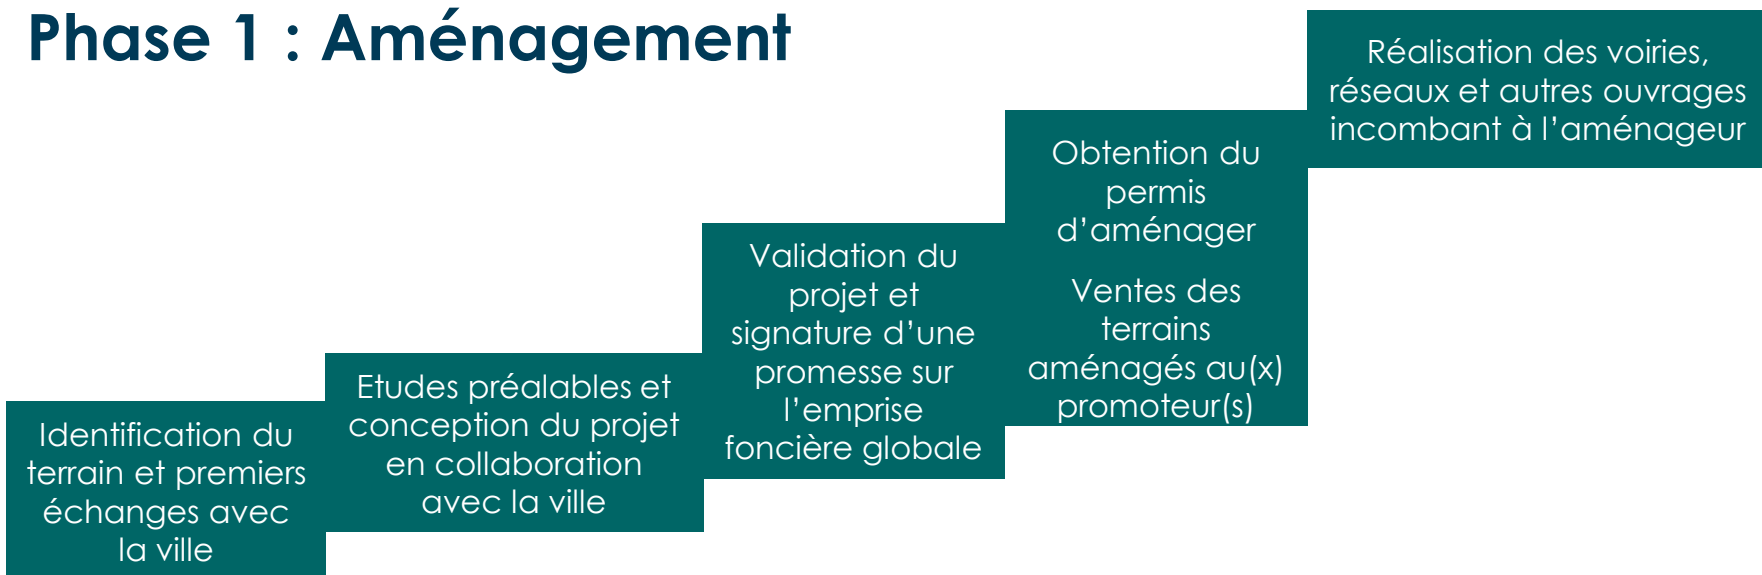 Phase 1 : Aménagement
Identification du
terrain et premiers
échanges avec
la ville
Etudes préalables et
conception du projet
en collaboration
avec la ville
Validation du
projet et
signature d’une
promesse sur
l’emprise
foncière globale
Obtention du
permis
d’aménager
Ventes des
terrains
aménagés au(x)
promoteur(s)
Réalisation des voiries,
réseaux et autres ouvrages
incombant à l’aménageur